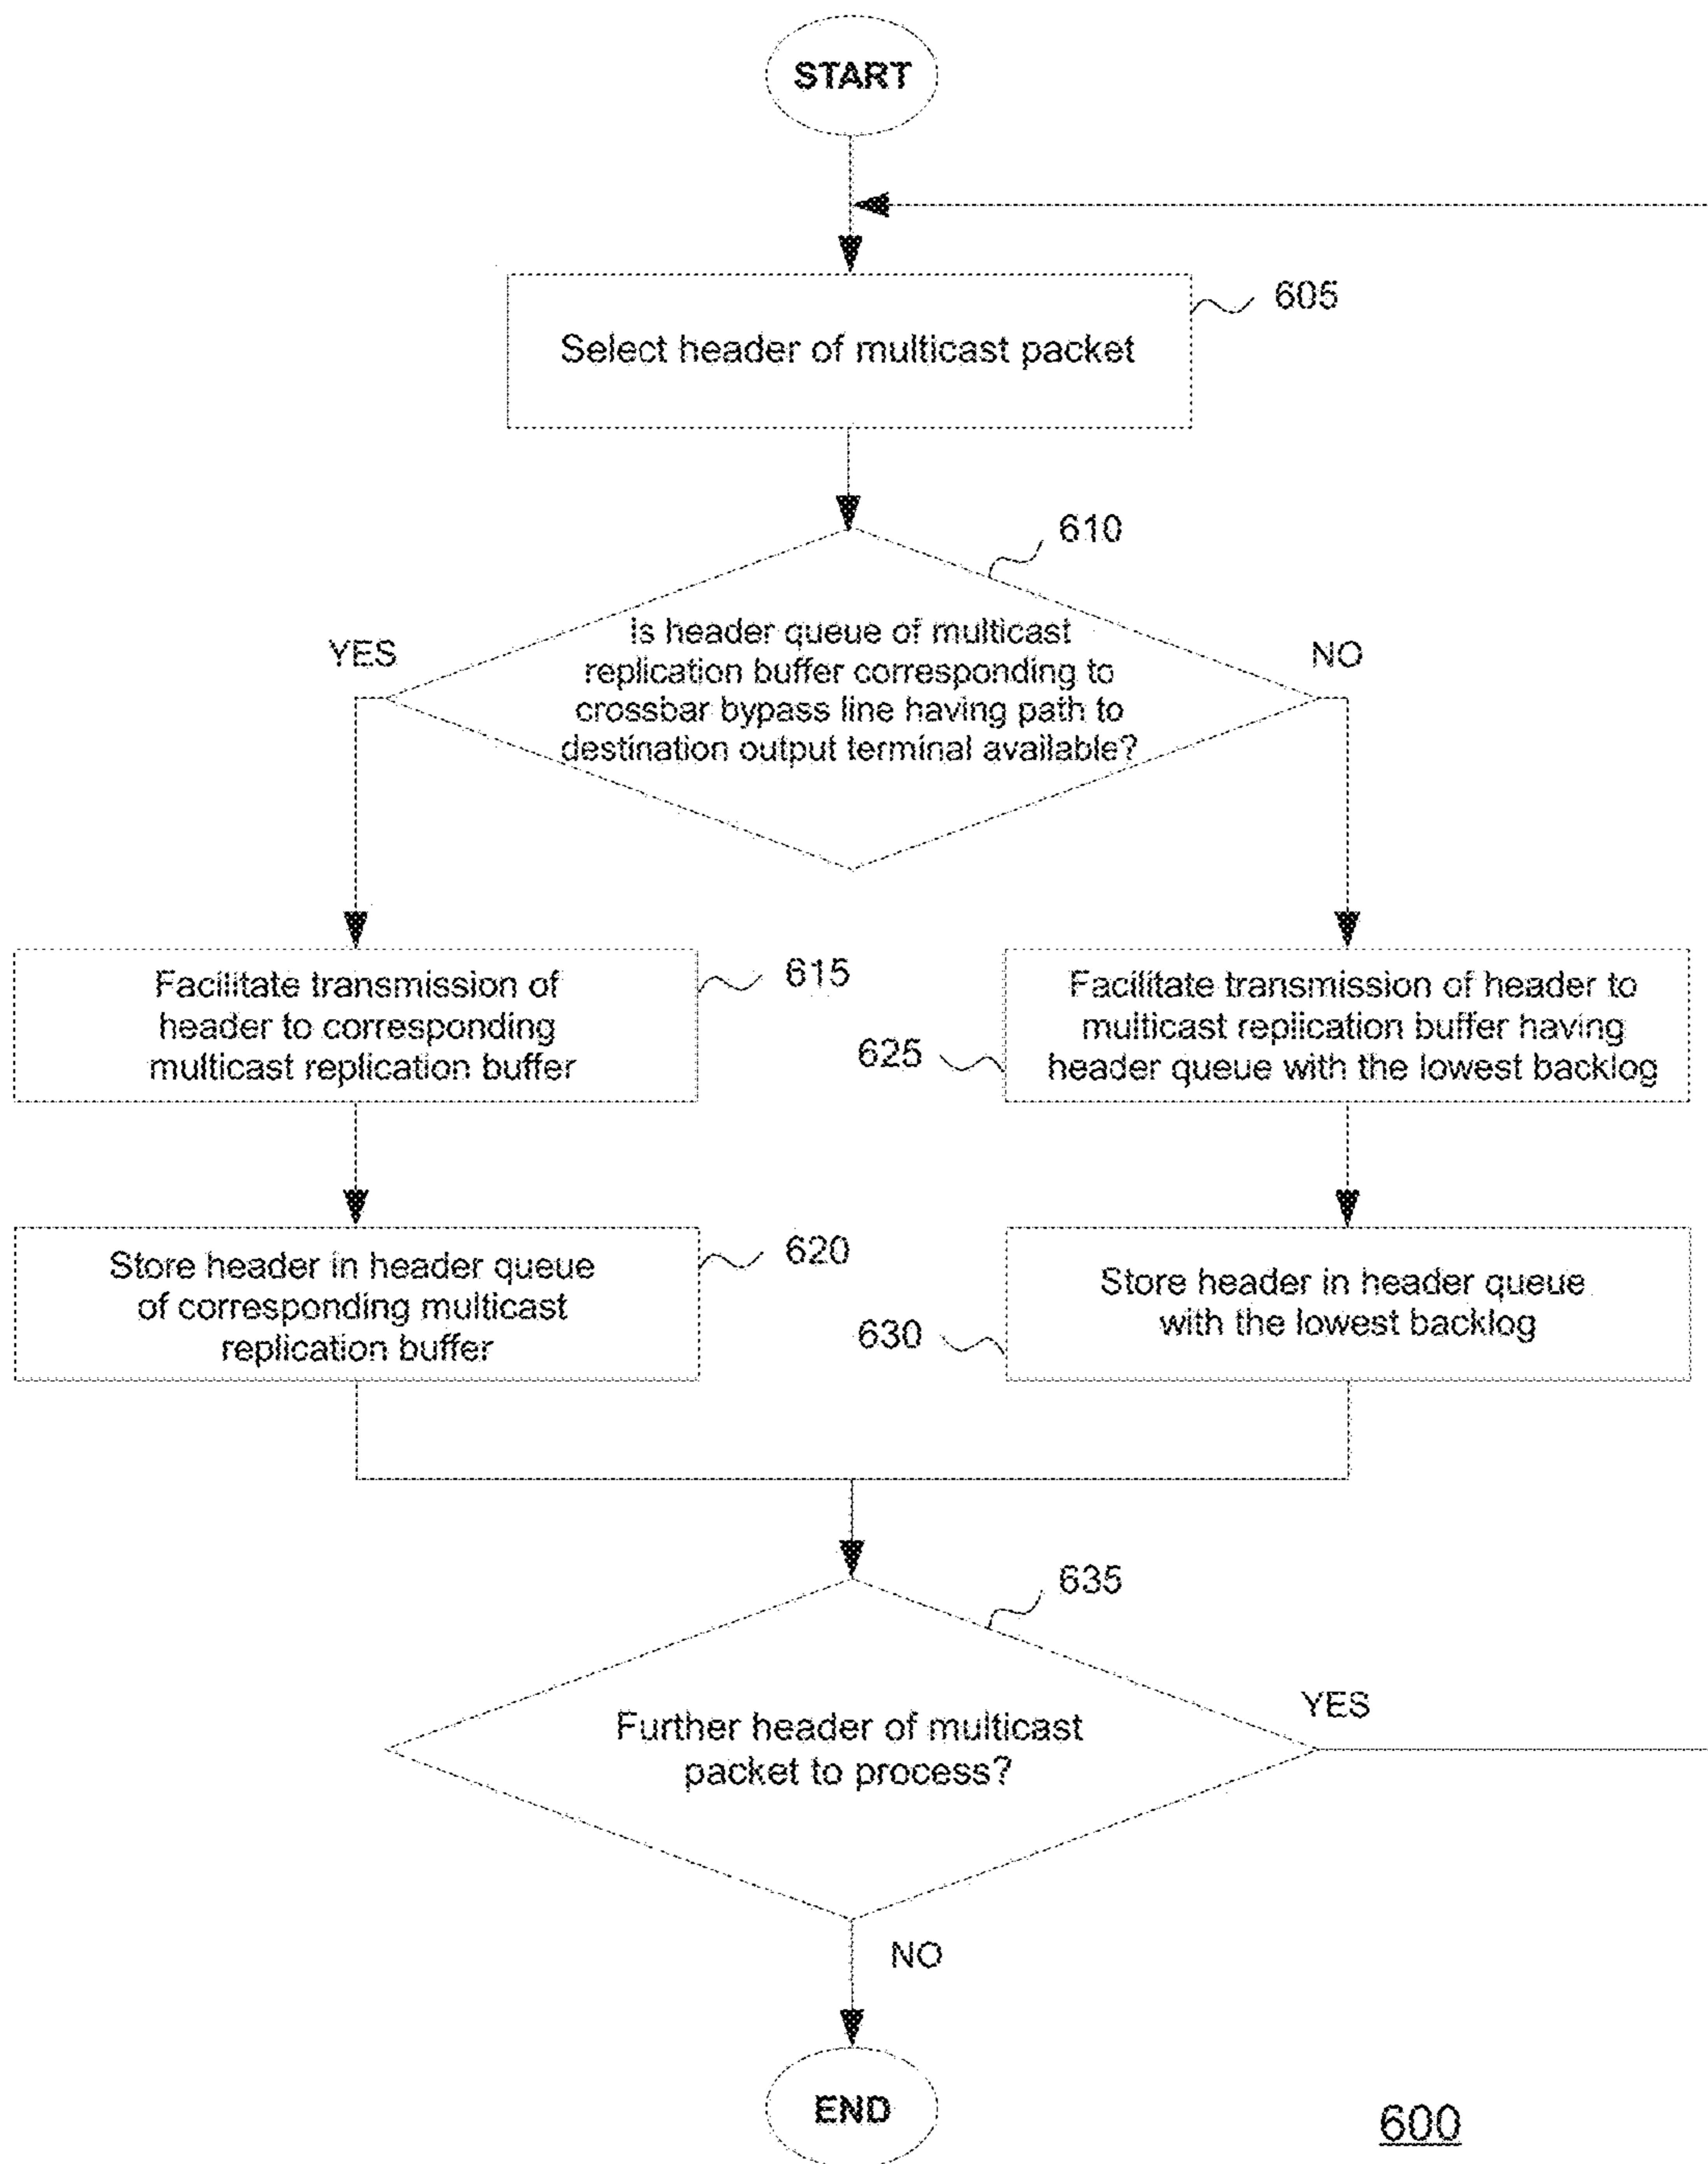 START
Select header of multicast packet
605
610
YES
NO
Is header queue of multicast
replication buffer corresponding to
crossbar bypass line having path to
destination output terminal available?
Facilitate transmission of
header to corresponding
multicast replication buffer
615
625
Facilitate transmission of header to
multicast replication buffer having
header queue with the lowest backlog
Store header in header queue
of corresponding multicast
replication buffer
620
630
Store header in header queue
with the lowest backlog
635
Further header of multicast
packet to process?
YES
NO
END
600